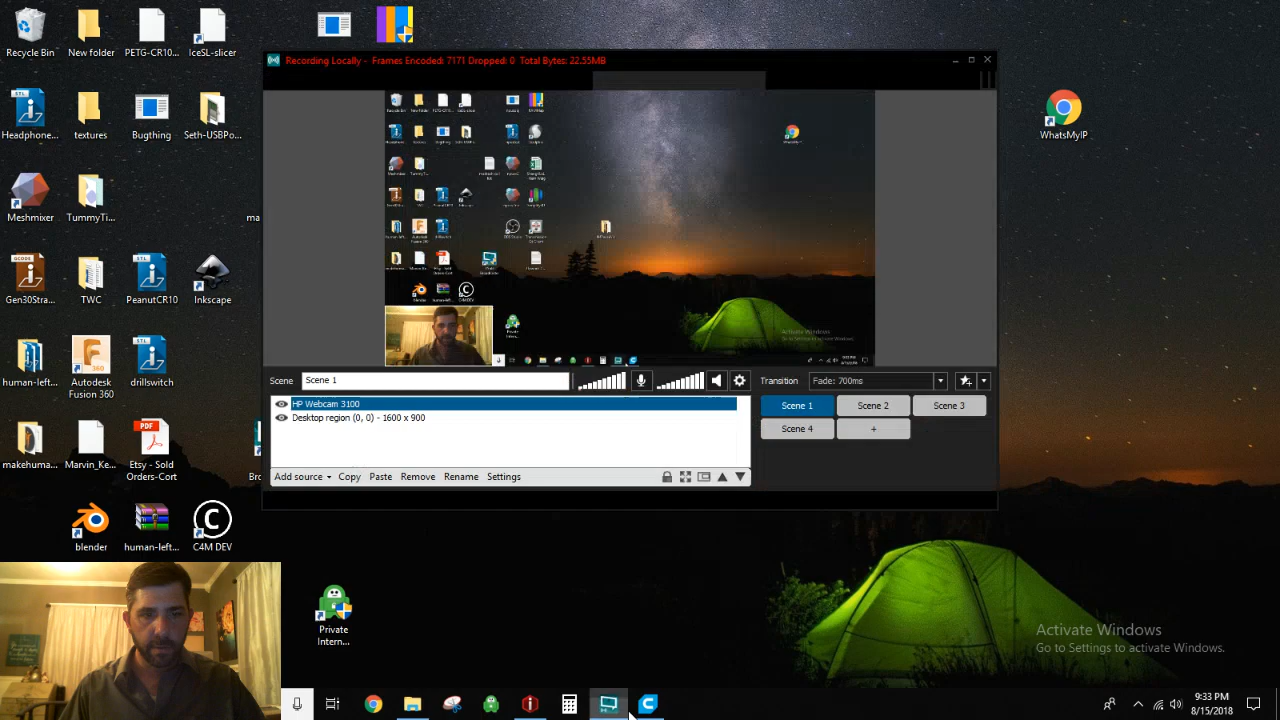 Recycle Bin
New folder
PETG-CR10...
IceSL-slicer
Recording Locally - Frames Encoded: 7171 Dropped: 0 Total Bytes: 22.55MB
Headphone...
textures
Bugthing
Seth-USBPo...
WhatsMyIP
Meshmixer
TummyTi...
ma
Gen30Stra...
TWC
PeanutCR10
Inkscape
human-left...
Autodesk
Fusion 360
drillswitch
Scene
Scene 1
Transition
Fade: 700ms
HP Webcam 3100
Desktop region (0, 0) - 1600 x 900
Scene 1
Scene 2
Scene 3
Scene 4
+
makehuma...
Marvin_Ke...
Etsy - Sold
Orders-Cort
Bro
Add source
Copy
Paste
Remove
Rename
Settings
blender
human-left...
C4M DEV
Private
Intern...
Activate Windows
Go to Settings to activate Windows.
9:33 PM
8/15/2018